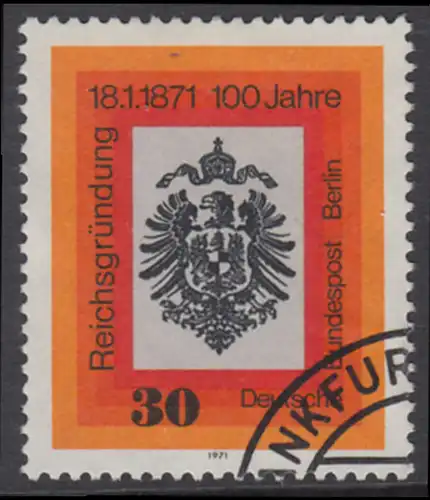 18.1.1871 100 Jahre
Reichsgründung
Deutsche
Bundespost Berlin
30
1971
NKFUR